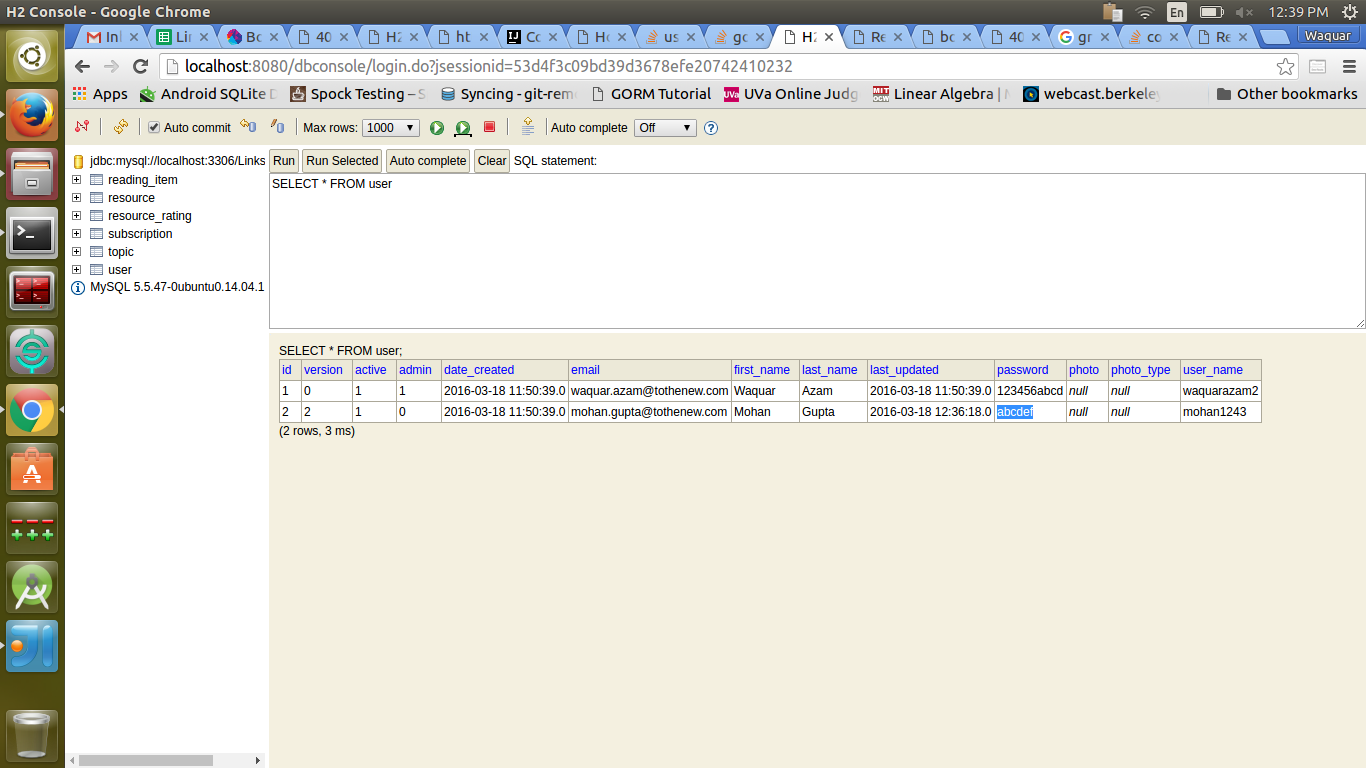 H2 Console - Google Chrome
En
12:39 PM
In
Lin
Bo
40
H2
ht
Co
Ho
us
go
H2
Re
bo
40
gr
co
Re
Waquar
localhost:8080/dbconsole/login.do?jsessionid=53d4f3c09bd39d3678efe20742410232
Apps
Android SQLite D
Spock Testing – S
Syncing - git-rem
GORM Tutorial
UVa Online Judg
MIT OCW
Linear Algebra | M
webcast.berkeley
Other bookmarks
Auto commit
Max rows:
1000
Auto complete
Off
jdbc:mysql://localhost:3306/Links
reading_item
resource
resource_rating
subscription
topic
user
MySQL 5.5.47-0ubuntu0.14.04.1
Run
Run Selected
Auto complete
Clear
SQL statement:
SELECT * FROM user
SELECT * FROM user;
id version active admin date_created email first_name last_name last_updated password photo photo_type user_name
1 0 1 1 2016-03-18 11:50:39.0 waquar.azam@tothenew.com Waquar Azam 2016-03-18 11:50:39.0 123456abcd null null waquarazam2
2 2 1 0 2016-03-18 11:50:39.0 mohan.gupta@tothenew.com Mohan Gupta 2016-03-18 12:36:18.0 abcdef null null mohan1243
(2 rows, 3 ms)